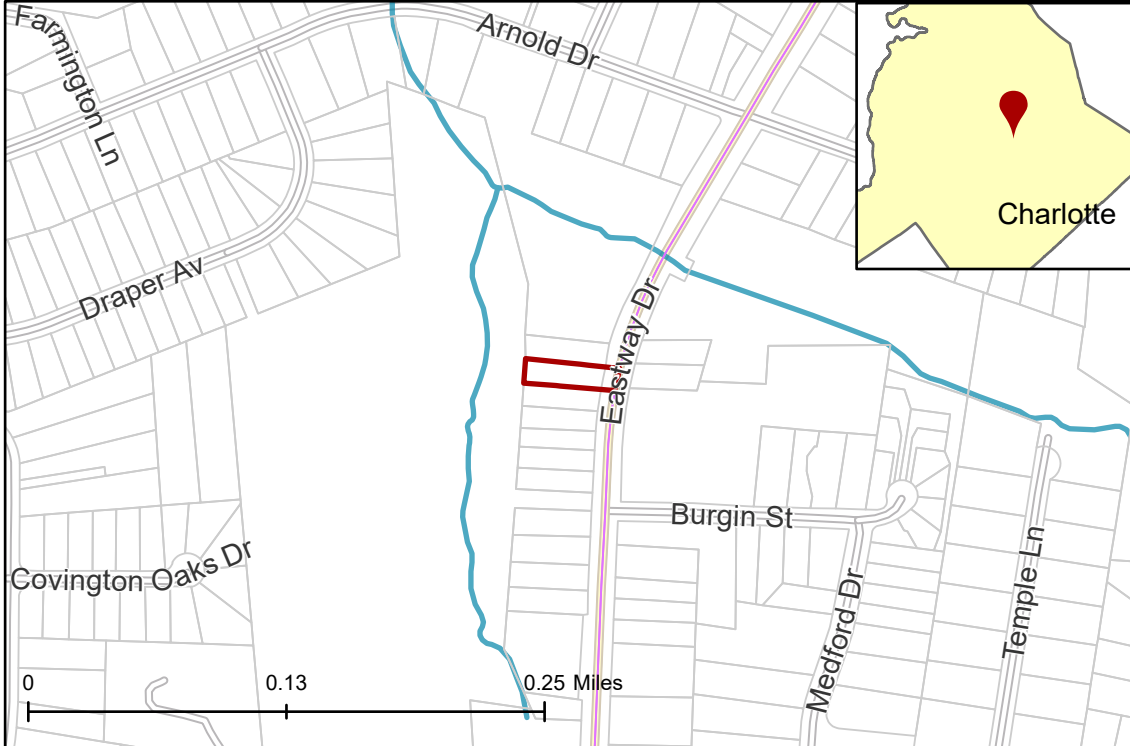 Farmington Ln
Arnold Dr
Charlotte
Draper Av
Eastway Dr
Burgin St
Covington Oaks Dr
Medford Dr
Temple Ln
0 0.13 0.25 Miles